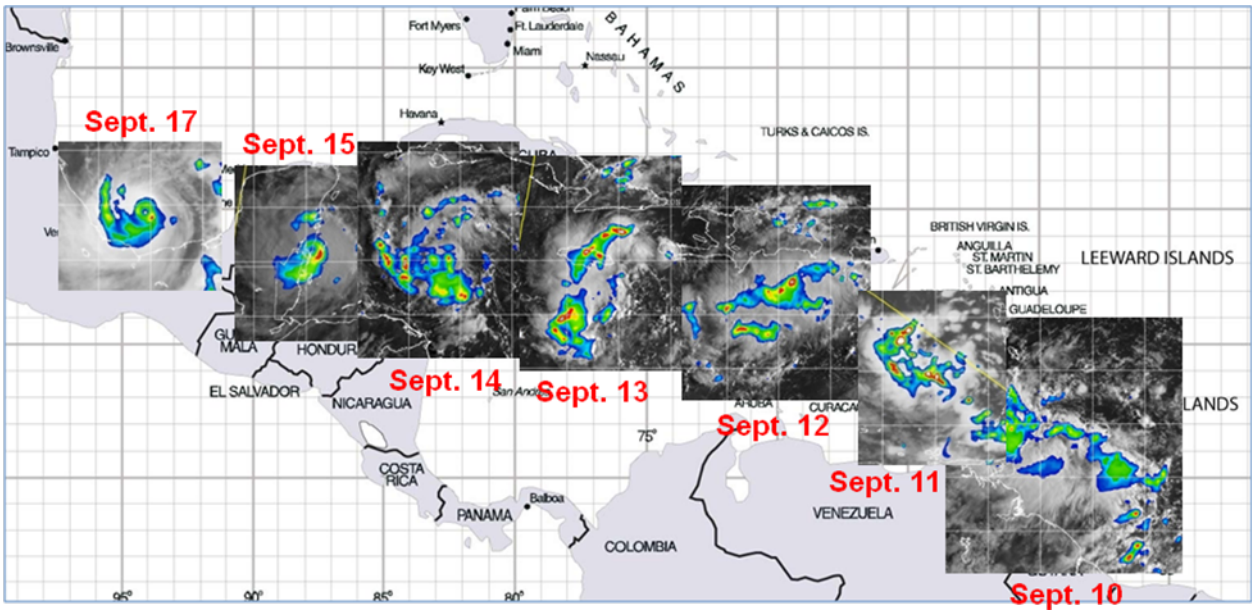 Brownsville
Fort Myers
Palm Beach
Ft. Lauderdale
Miami
BAHAMAS
Nassau
Key West
Havana
Sept. 17
Sept. 15
TURKS & CAICOS IS.
Tampico
CUBA
BRITISH VIRGIN IS.
ANGUILLA
ST. MARTIN
ST. BARTHELEMY
LEEWARD ISLANDS
ANTIGUA
GUADELOUPE
MALA
HONDUR
EL SALVADOR
NICARAGUA
Sept. 14
San Andres
Sept. 13
ARUBA
CURACA
LANDS
Sept. 12
75°
COSTA
RICA
Sept. 11
Balboa
PANAMA
VENEZUELA
COLOMBIA
Sept. 10
95°
90°
85°
80°